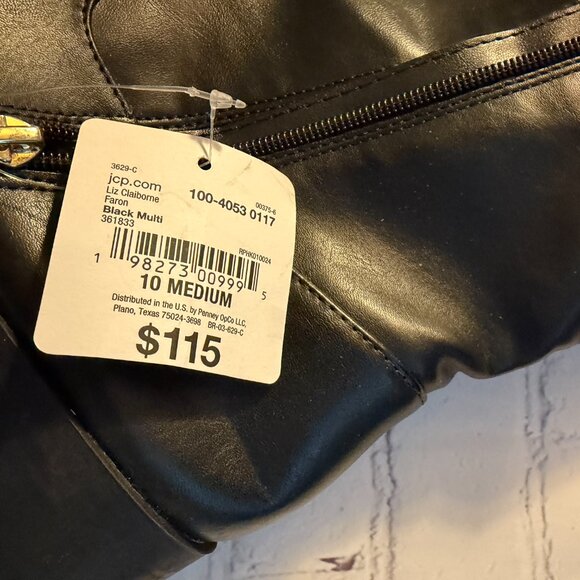 3629-C
jcp.com
Liz Claiborne
Faron
Black Multi
361833
00375-6
100-4053 0117
RPHK010024
1 98273 00999 5
10 MEDIUM
Distributed in the U.S. by Penney OpCo LLC,
Plano, Texas 75024-3698 BR-03-629-C
$115